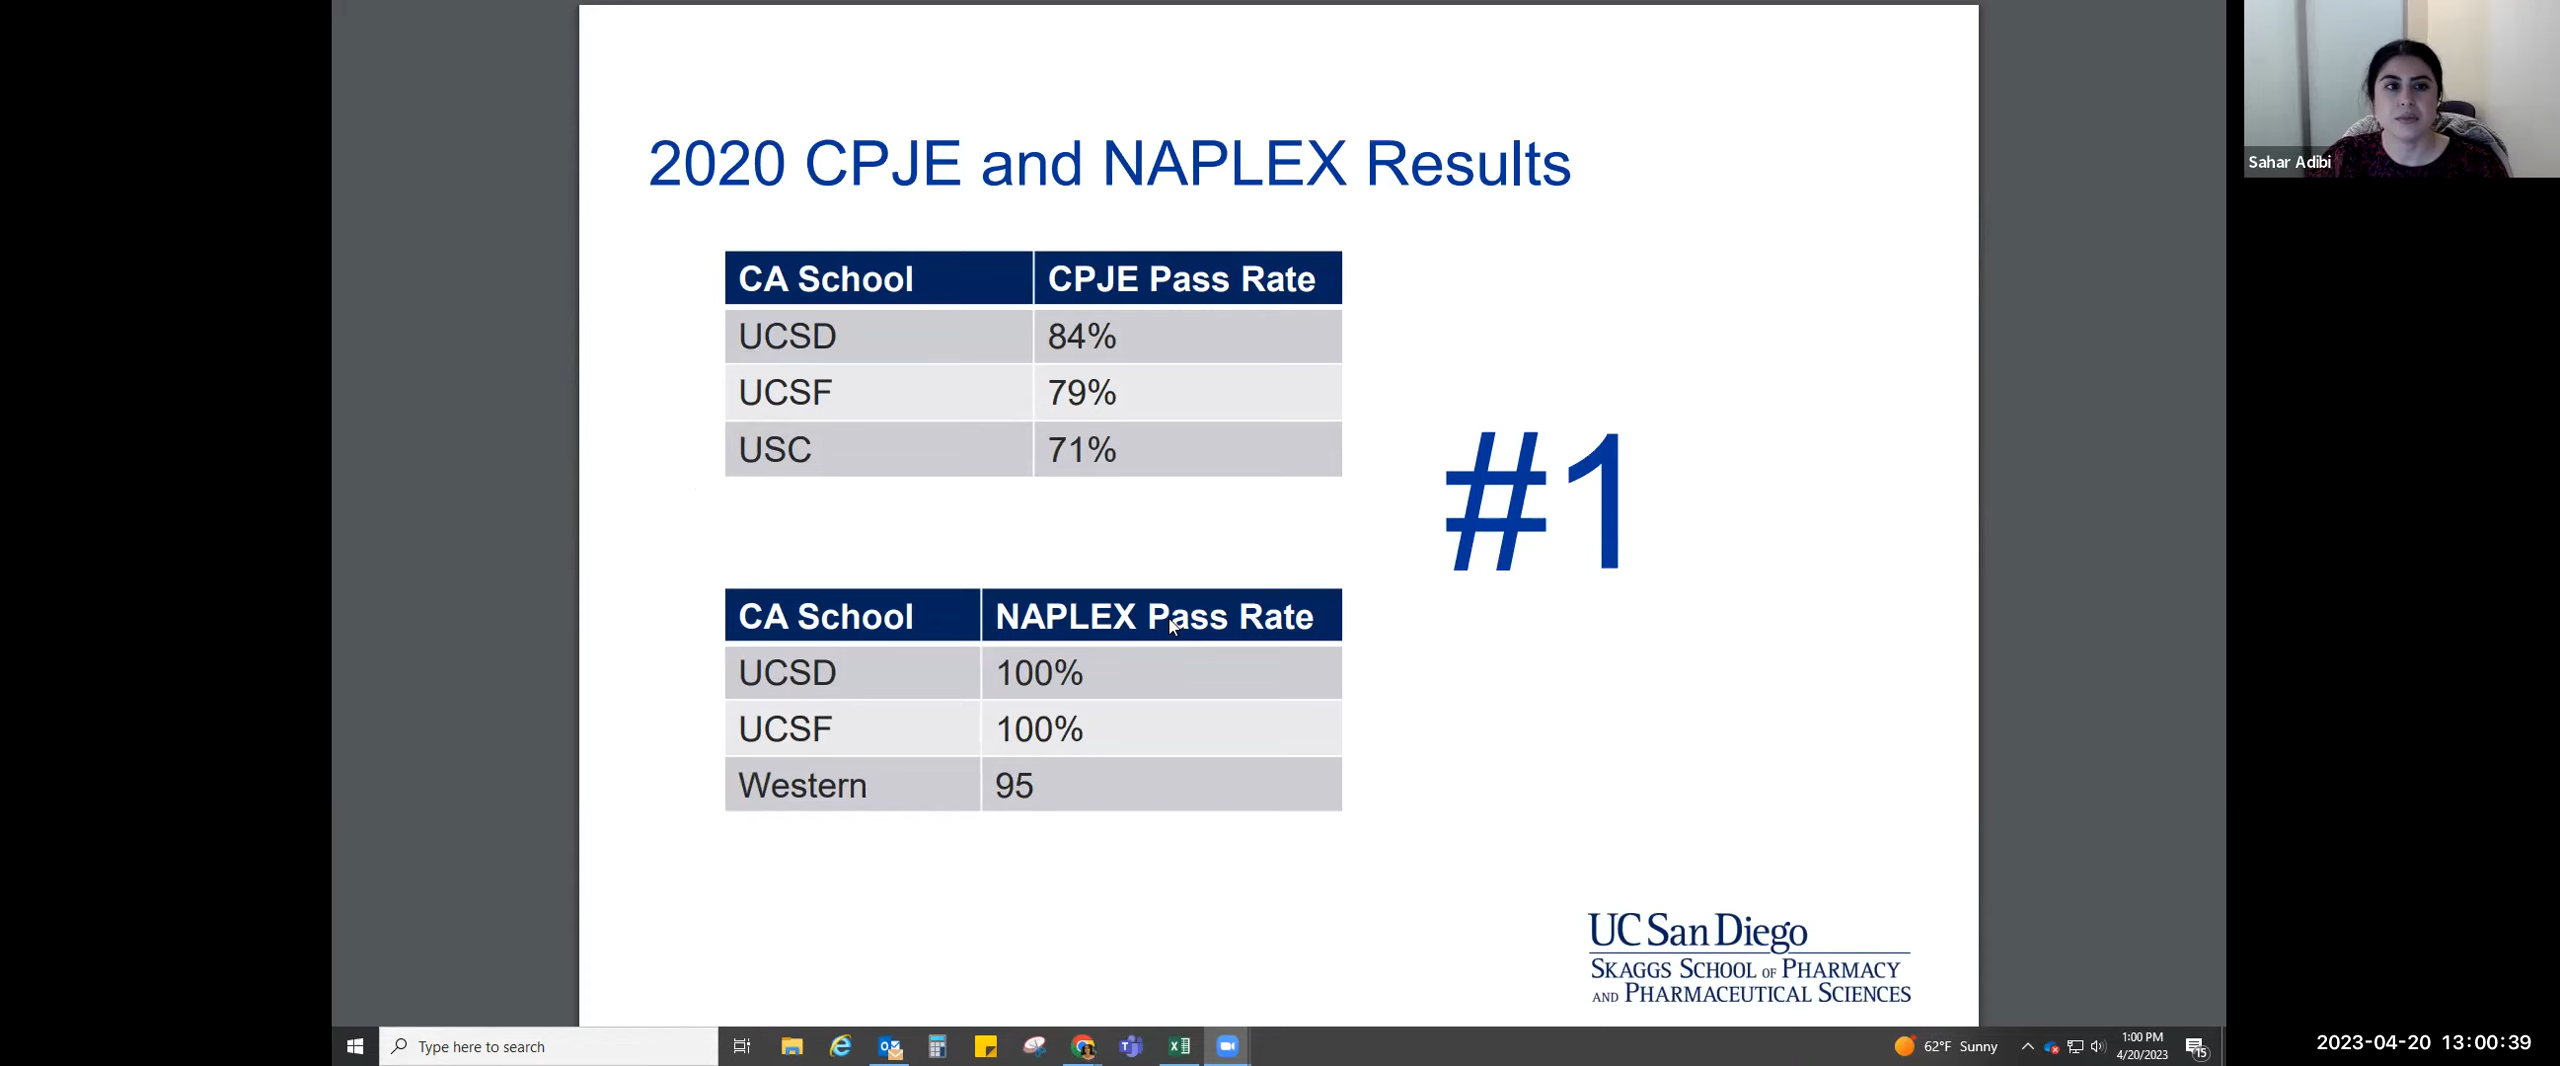 2020 CPJE and NAPLEX Results
CA School CPJE Pass Rate
UCSD 84%
UCSF 79%
USC 71%
#1
CA School NAPLEX Pass Rate
UCSD 100%
UCSF 100%
Western 95
UC San Diego
SKAGGS SCHOOL OF PHARMACY
AND PHARMACEUTICAL SCIENCES
Sahar Adibi
Type here to search
62°F Sunny
1:00 PM
4/20/2023
15
2023-04-20 13:00:39